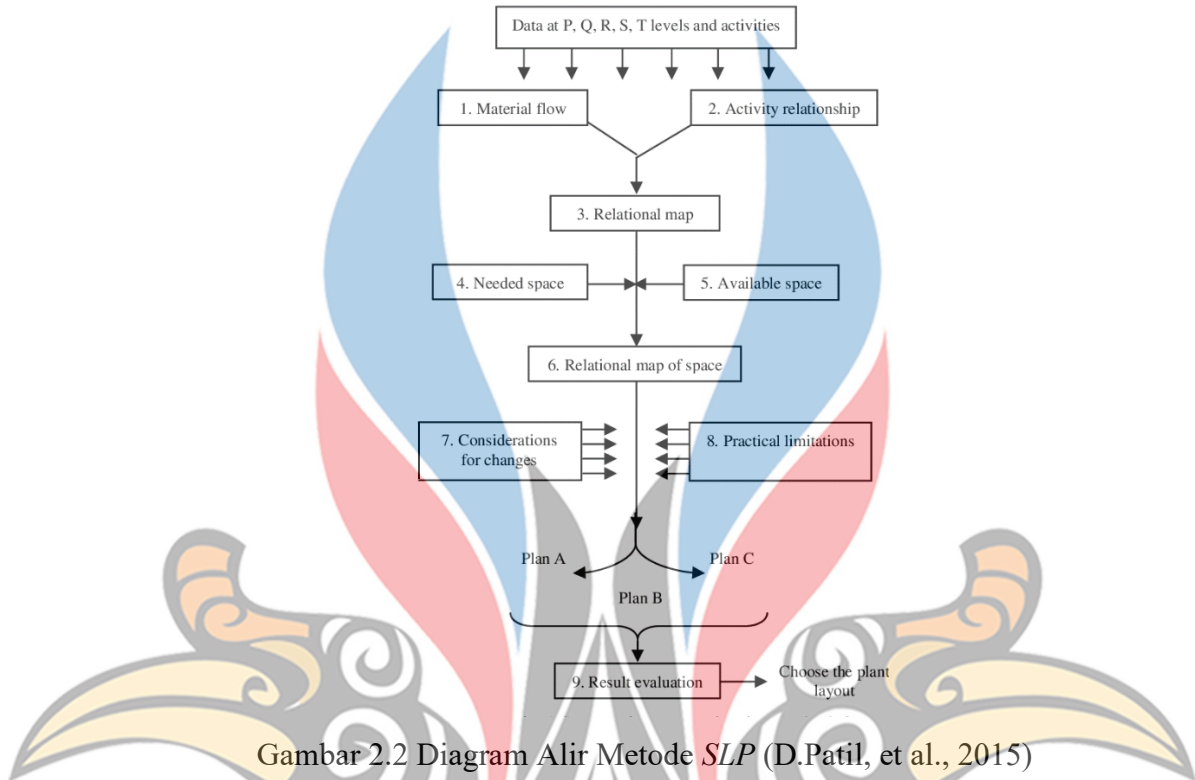 Data at P, Q, R, S, T levels and activities
1. Material flow
2. Activity relationship
3. Relational map
4. Needed space
5. Available space
6. Relational map of space
7. Considerations
for changes
8. Practical limitations
Plan A
Plan C
Plan B
9. Result evaluation
Choose the plant
layout
Gambar 2.2 Diagram Alir Metode SLP (D.Patil, et al., 2015)